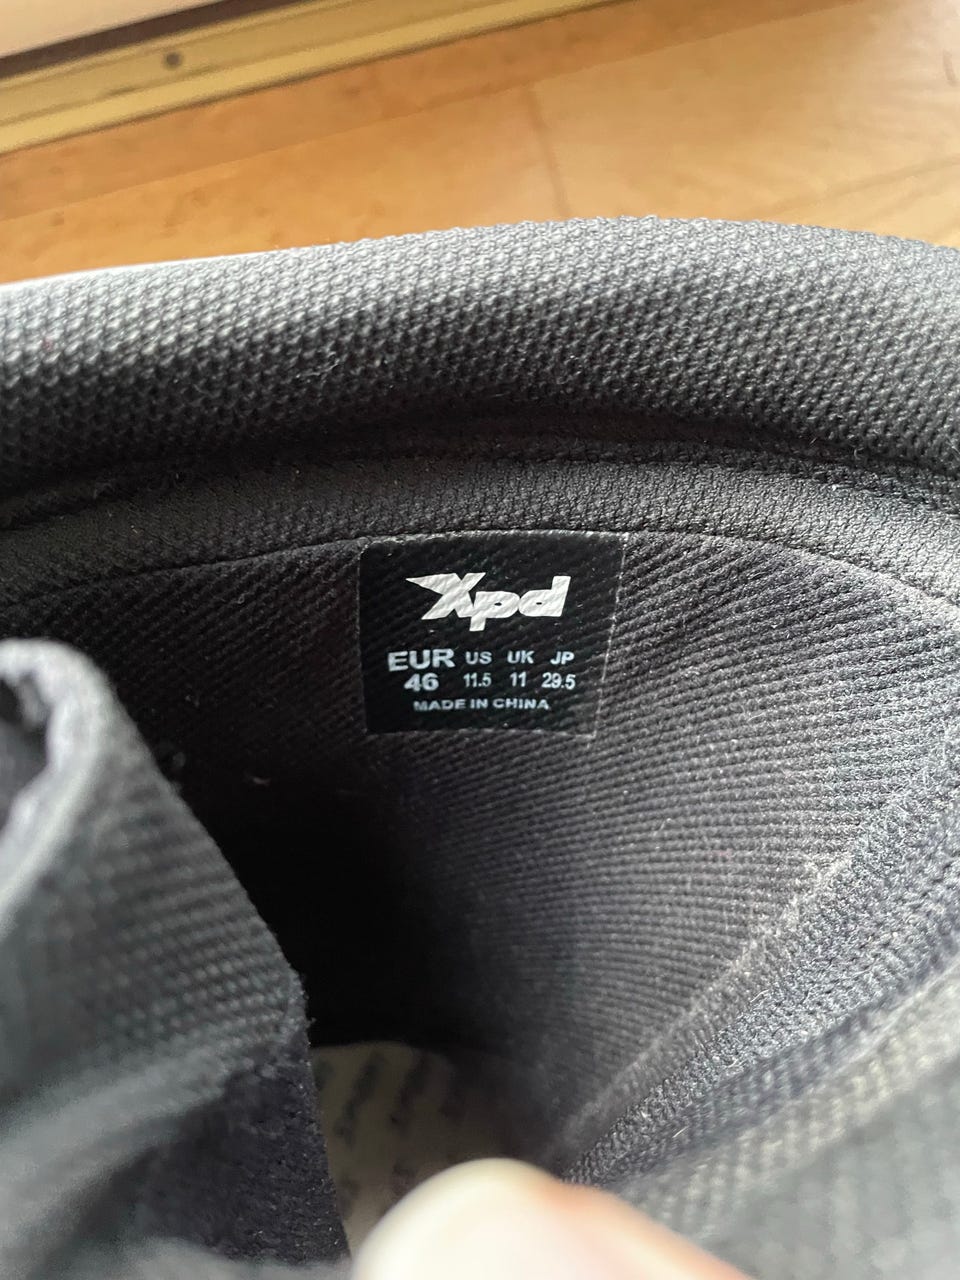 Xpd
EUR US UK JP
46 11.5 11 29.5
MADE IN CHINA